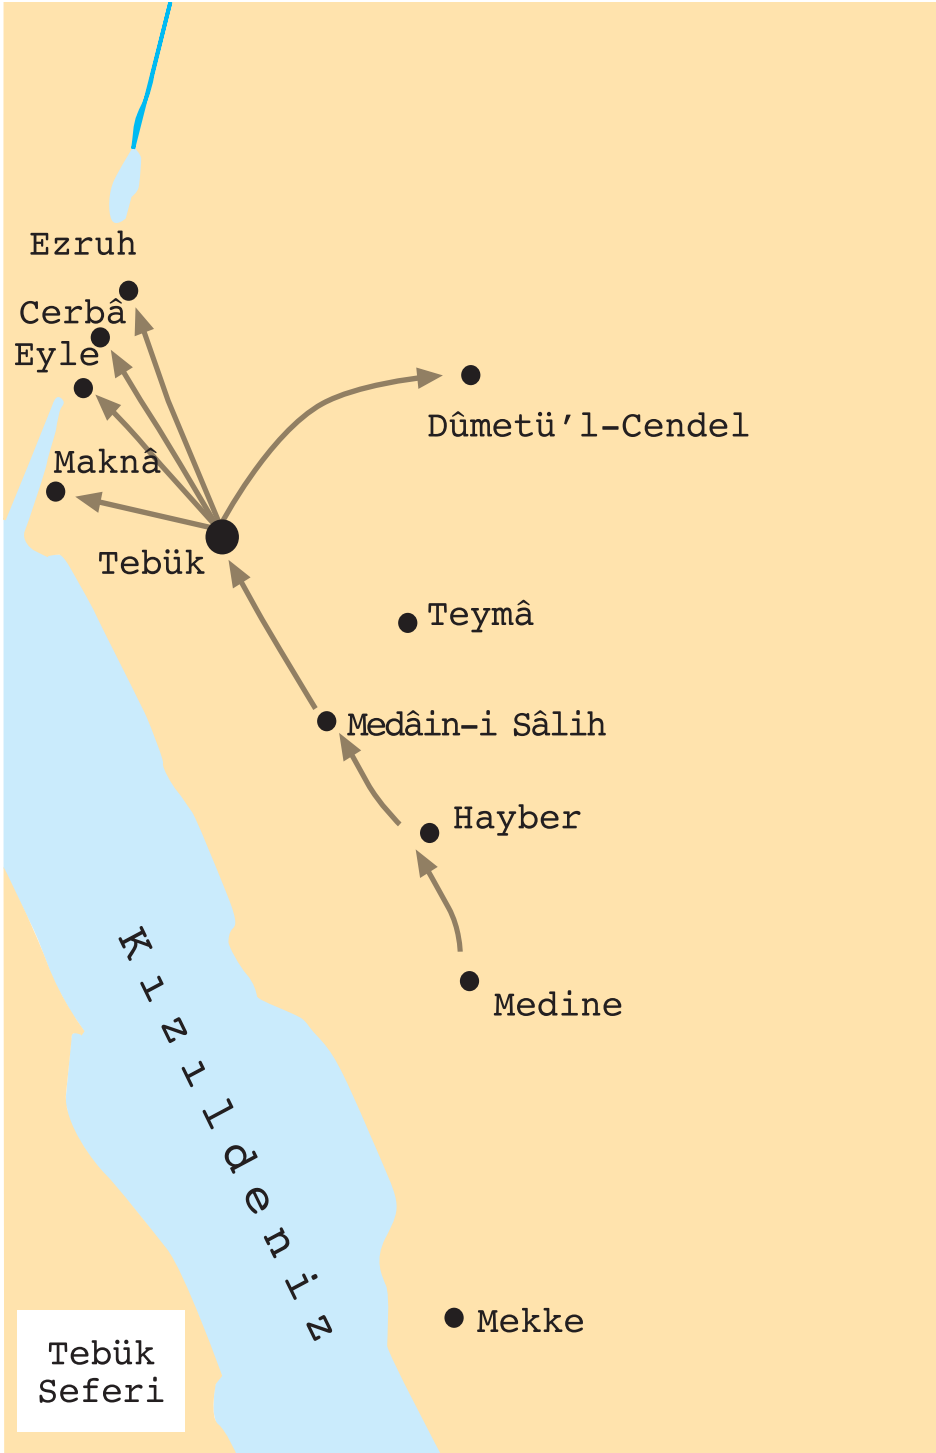 Ezruh
Cerbâ
Eyle
Dûmetü'l-Cendel
Maknâ
Tebük
Teymâ
Medâin-i Sâlih
Hayber
Medine
Kızıldeniz
Mekke
Tebük
Seferi